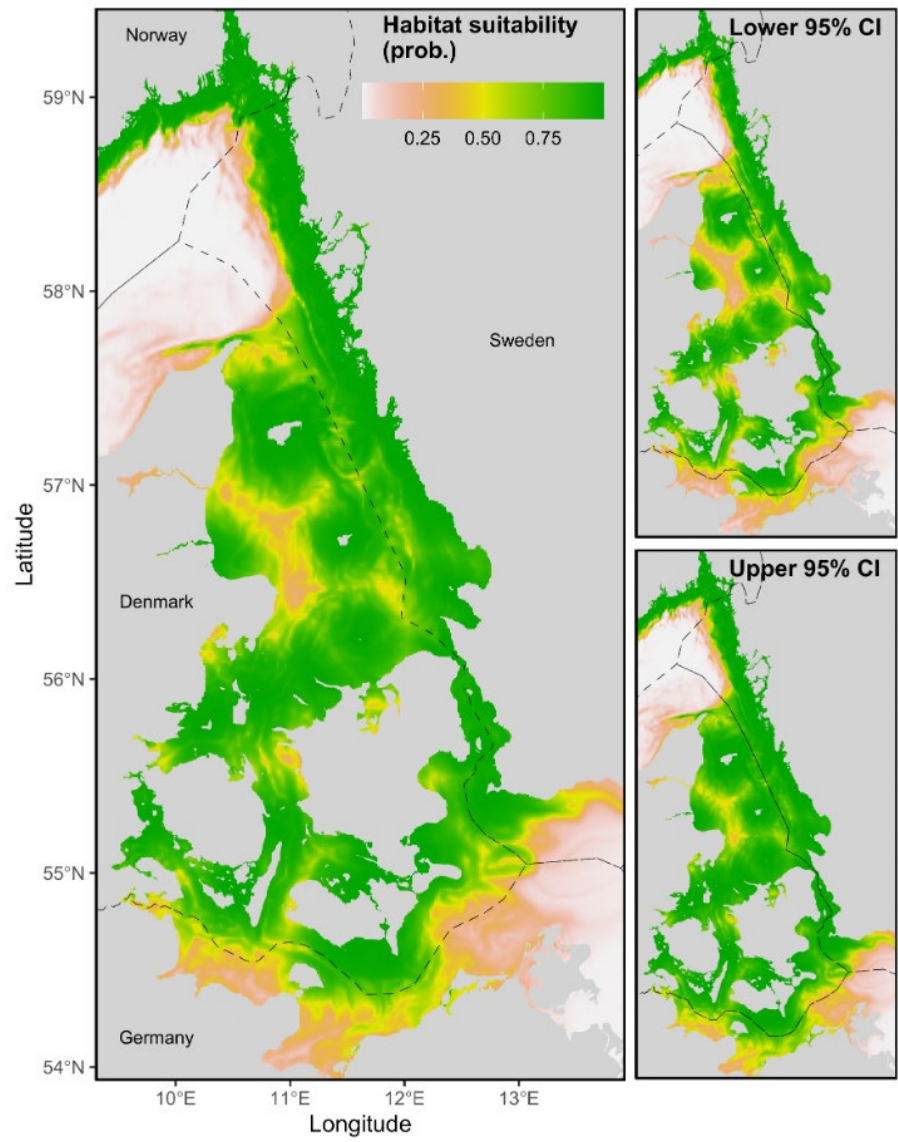 Norway
Habitat suitability
(prob.)
0.25 0.50 0.75
Lower 95% CI
59°N
58°N
Sweden
57°N
Latitude
Denmark
56°N
Upper 95% CI
55°N
Germany
54°N
10°E 11°E 12°E 13°E
Longitude